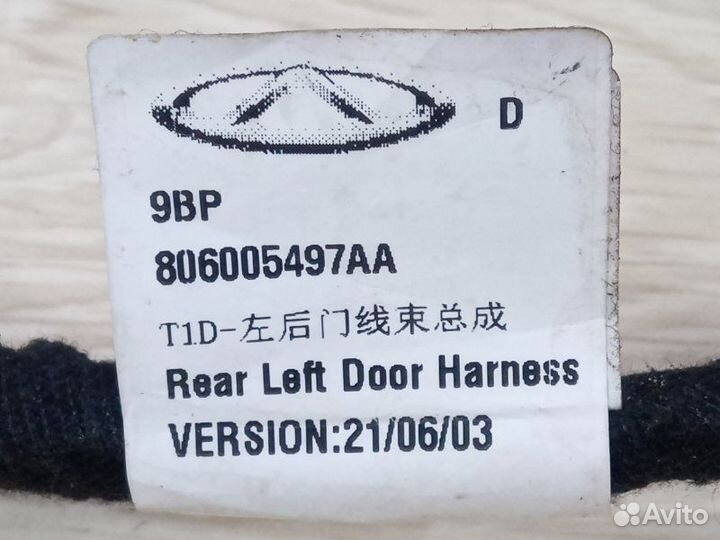 D
9BP
806005497AA
T1D-左后门线束总成
Rear Left Door Harness
VERSION:21/06/03
Avito